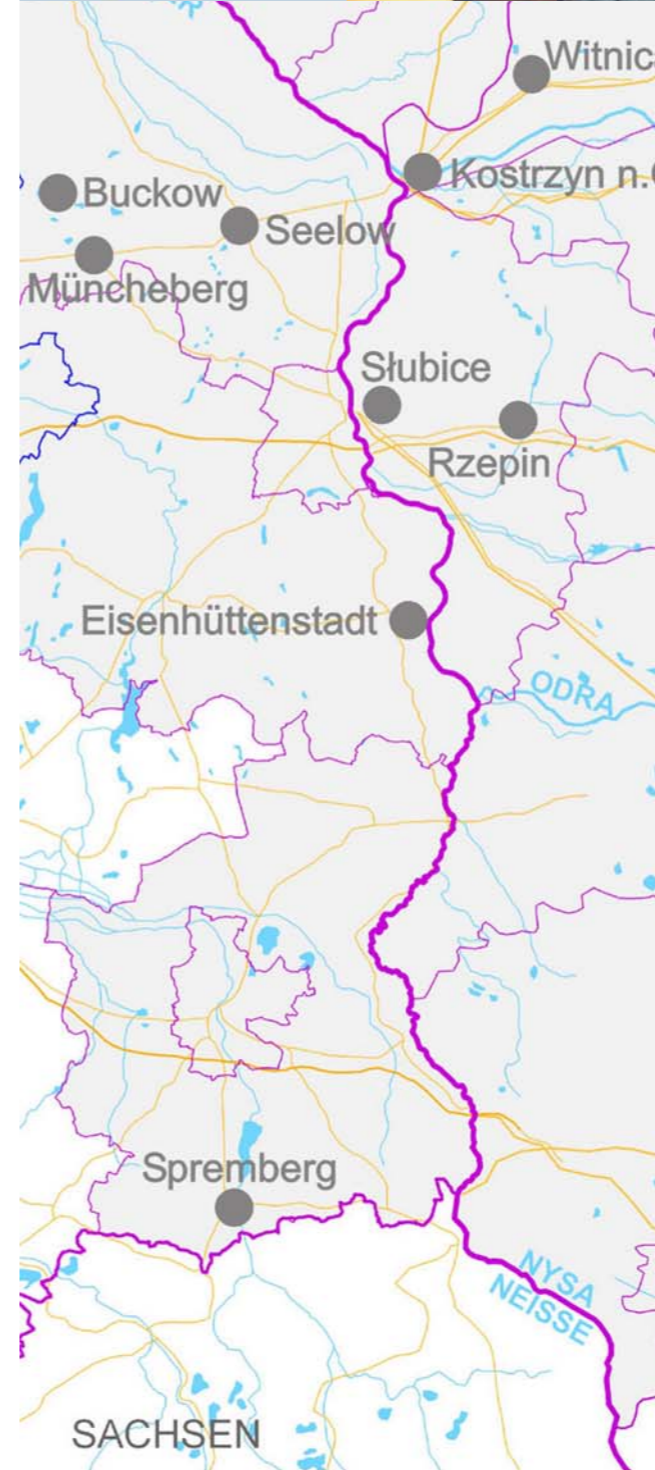 Witnic
Kostrzyn n.
Buckow
Seelow
Müncheberg
Słubice
Rzepin
Eisenhüttenstadt
ODRA
Spremberg
NYSA
NEISSE
SACHSEN